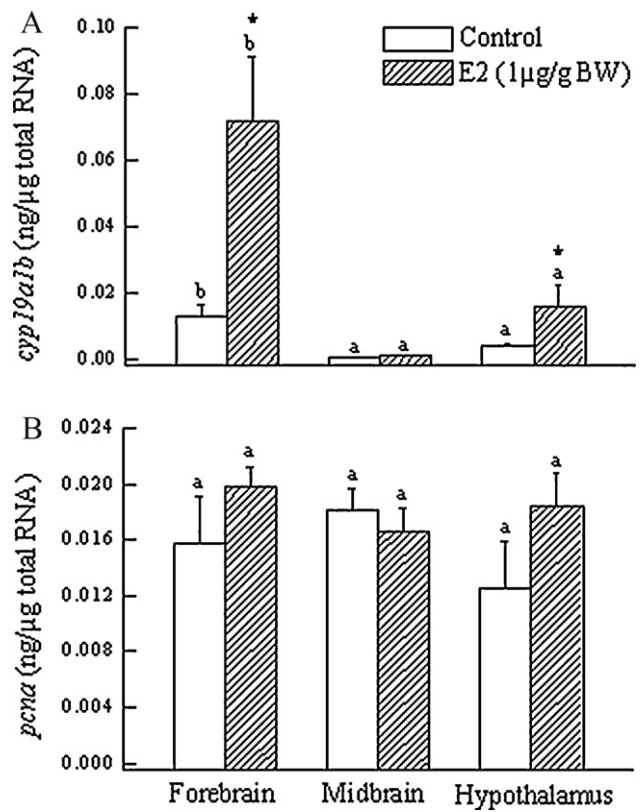 A
cyp19a1b (ng/µg total RNA)
0.10
0.08
0.06
0.04
0.02
0.00
Control
E2 (1µg/g BW)
*
b
b
a
a
*
a
a
B
pcna (ng/µg total RNA)
0.024
0.020
0.016
0.012
0.008
0.004
0.000
a
a
a
a
a
a
Forebrain Midbrain Hypothalamus